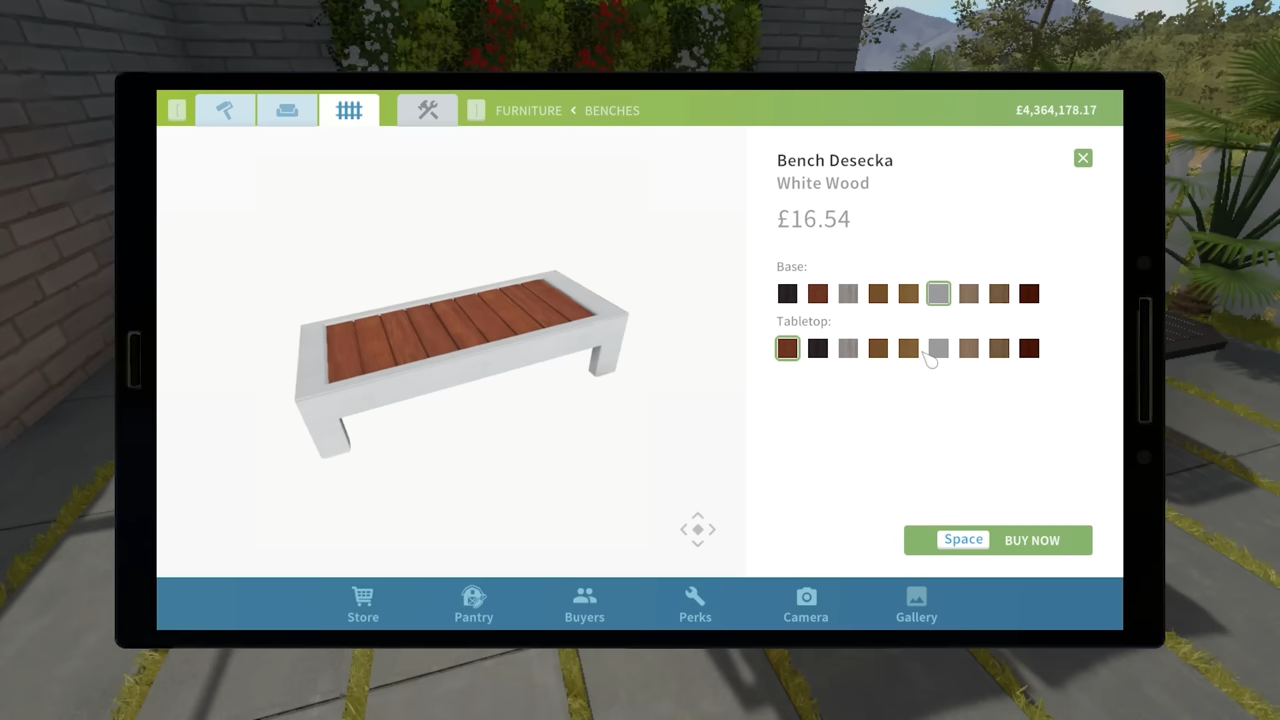 FURNITURE < BENCHES
£4,364,178.17
Bench Desecka
White Wood
£16.54
Base:
Tabletop:
Space BUY NOW
Store Pantry Buyers Perks Camera Gallery